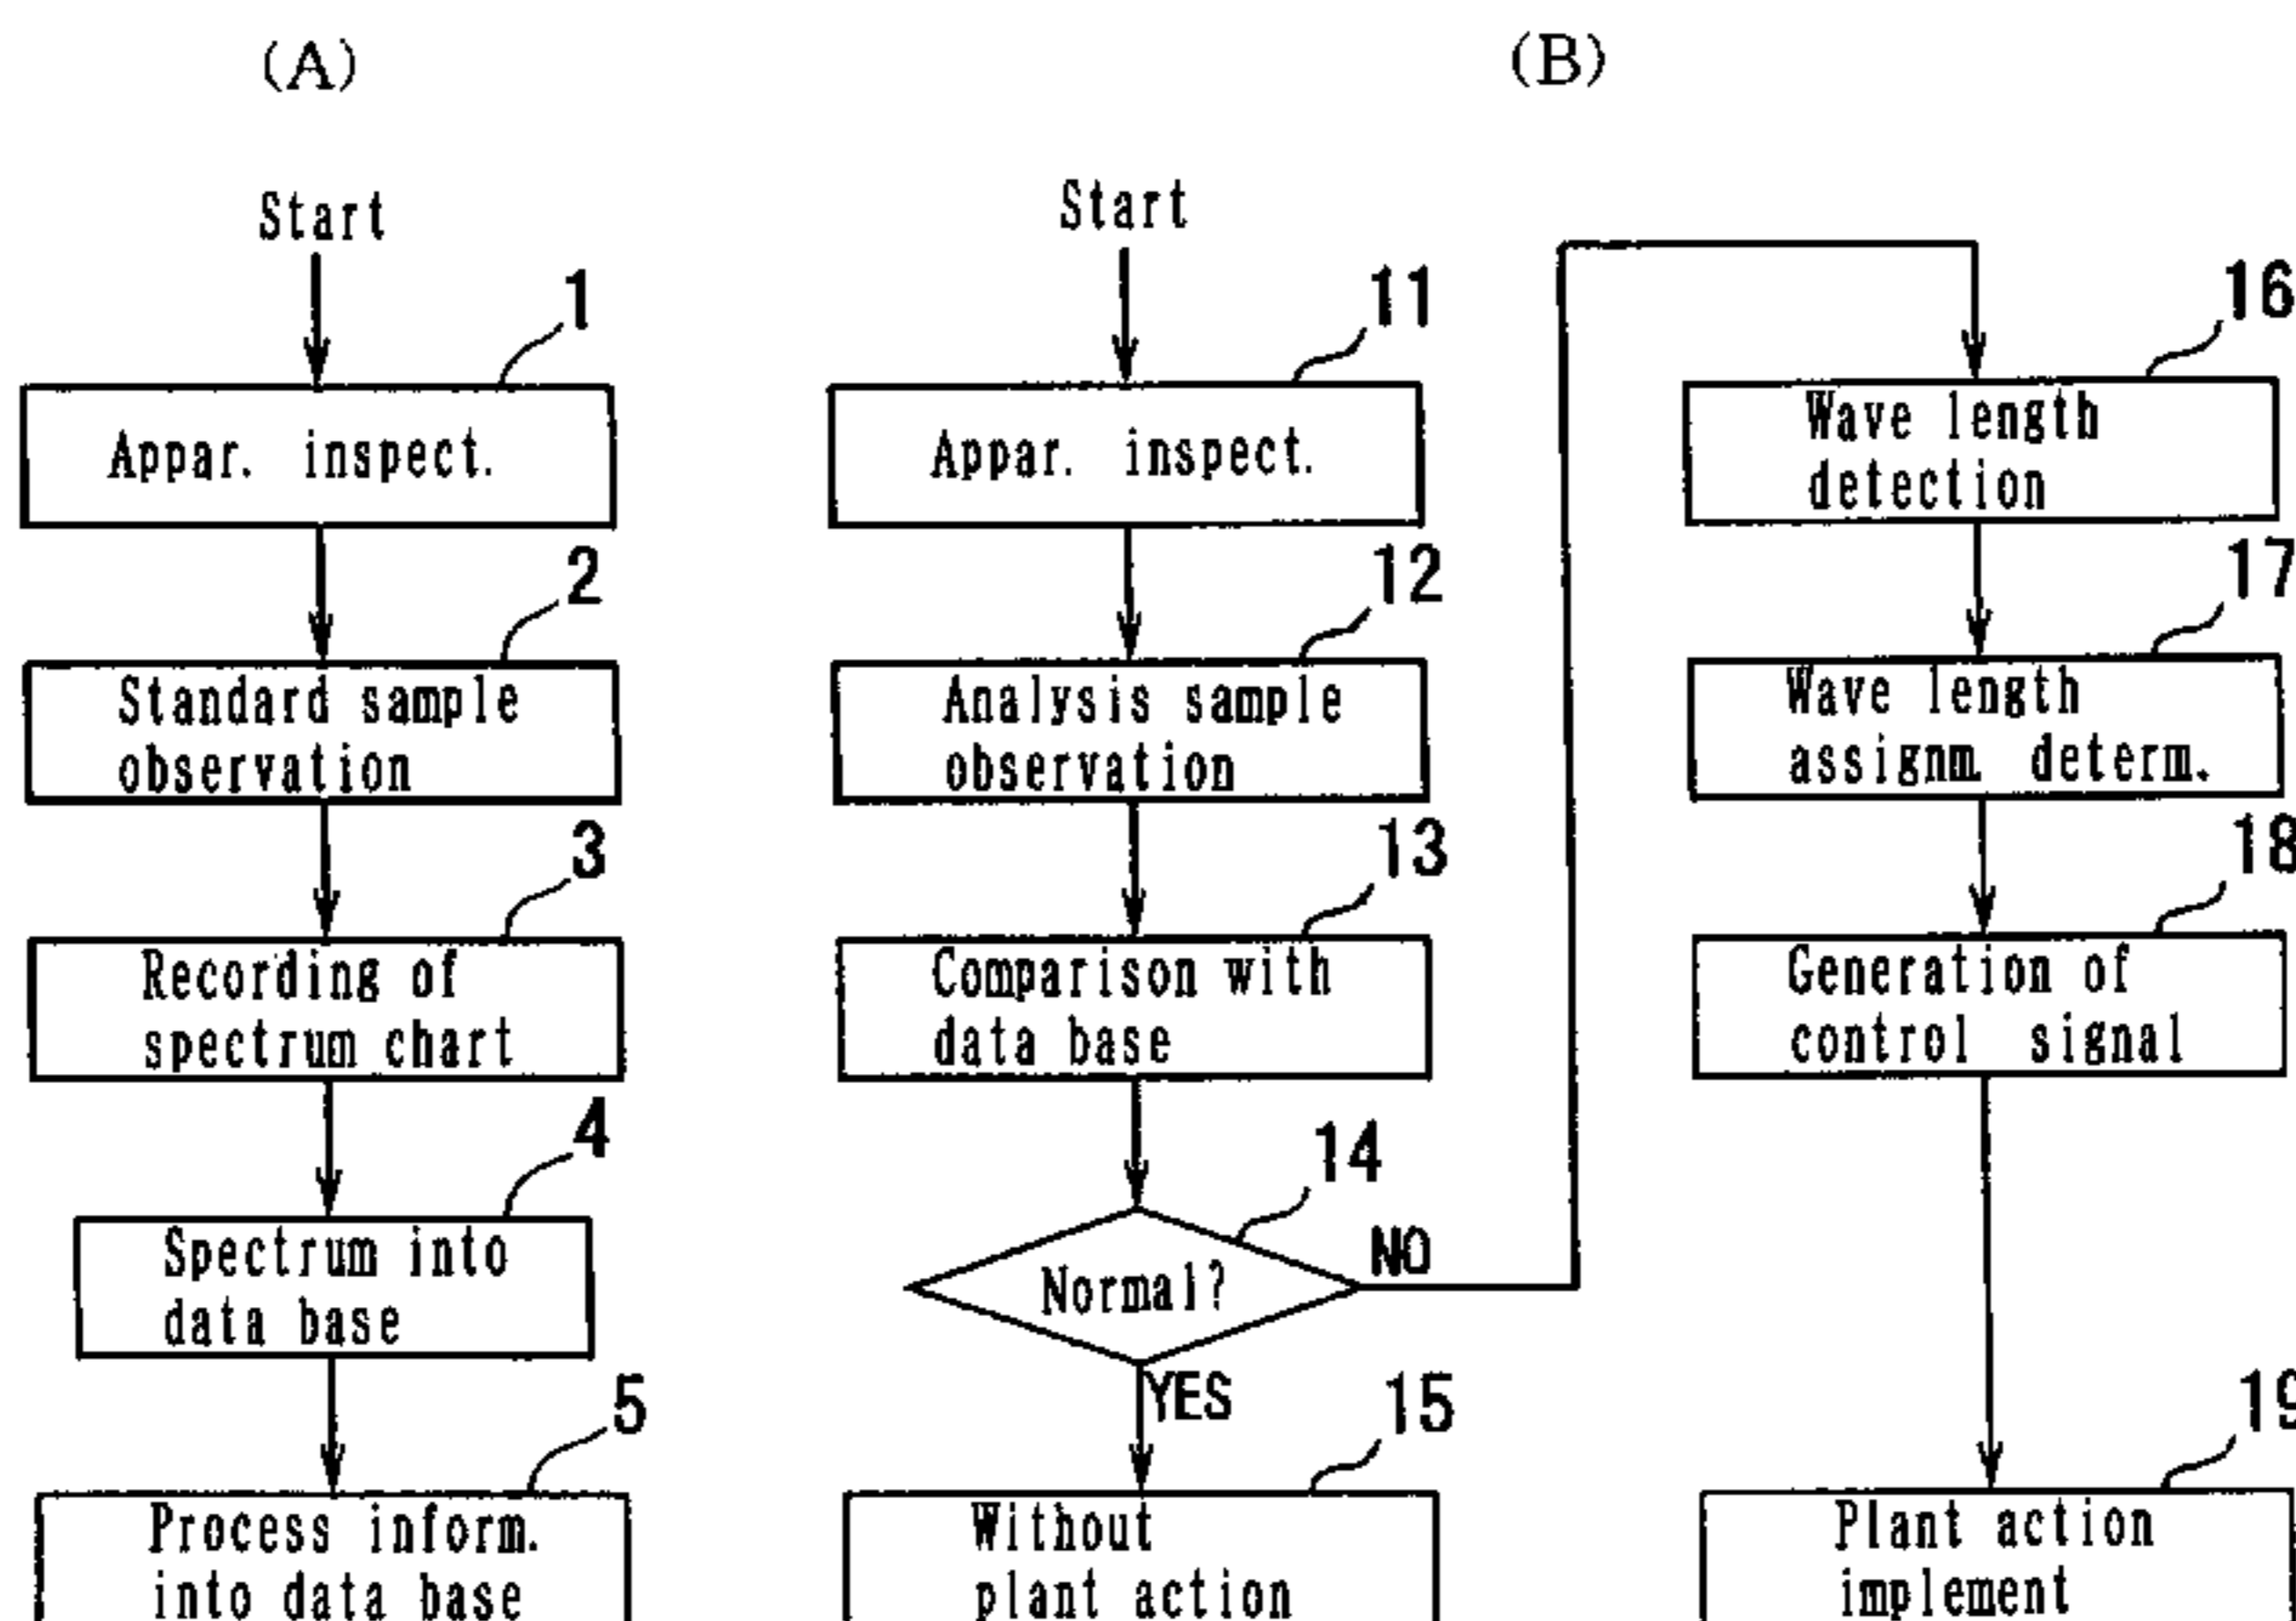 (A)
Start
1
Appar. inspect.
2
Standard sample
observation
3
Recording of
spectrum chart
4
Spectrum into
data base
5
Process inform.
into data base
(B)
Start
11
Appar. inspect.
12
Analysis sample
observation
13
Comparison with
data base
14
Normal?
NO
YES
15
Without
plant action
16
Wave length
detection
17
Wave length
assignm. determ.
18
Generation of
control signal
19
Plant action
implement